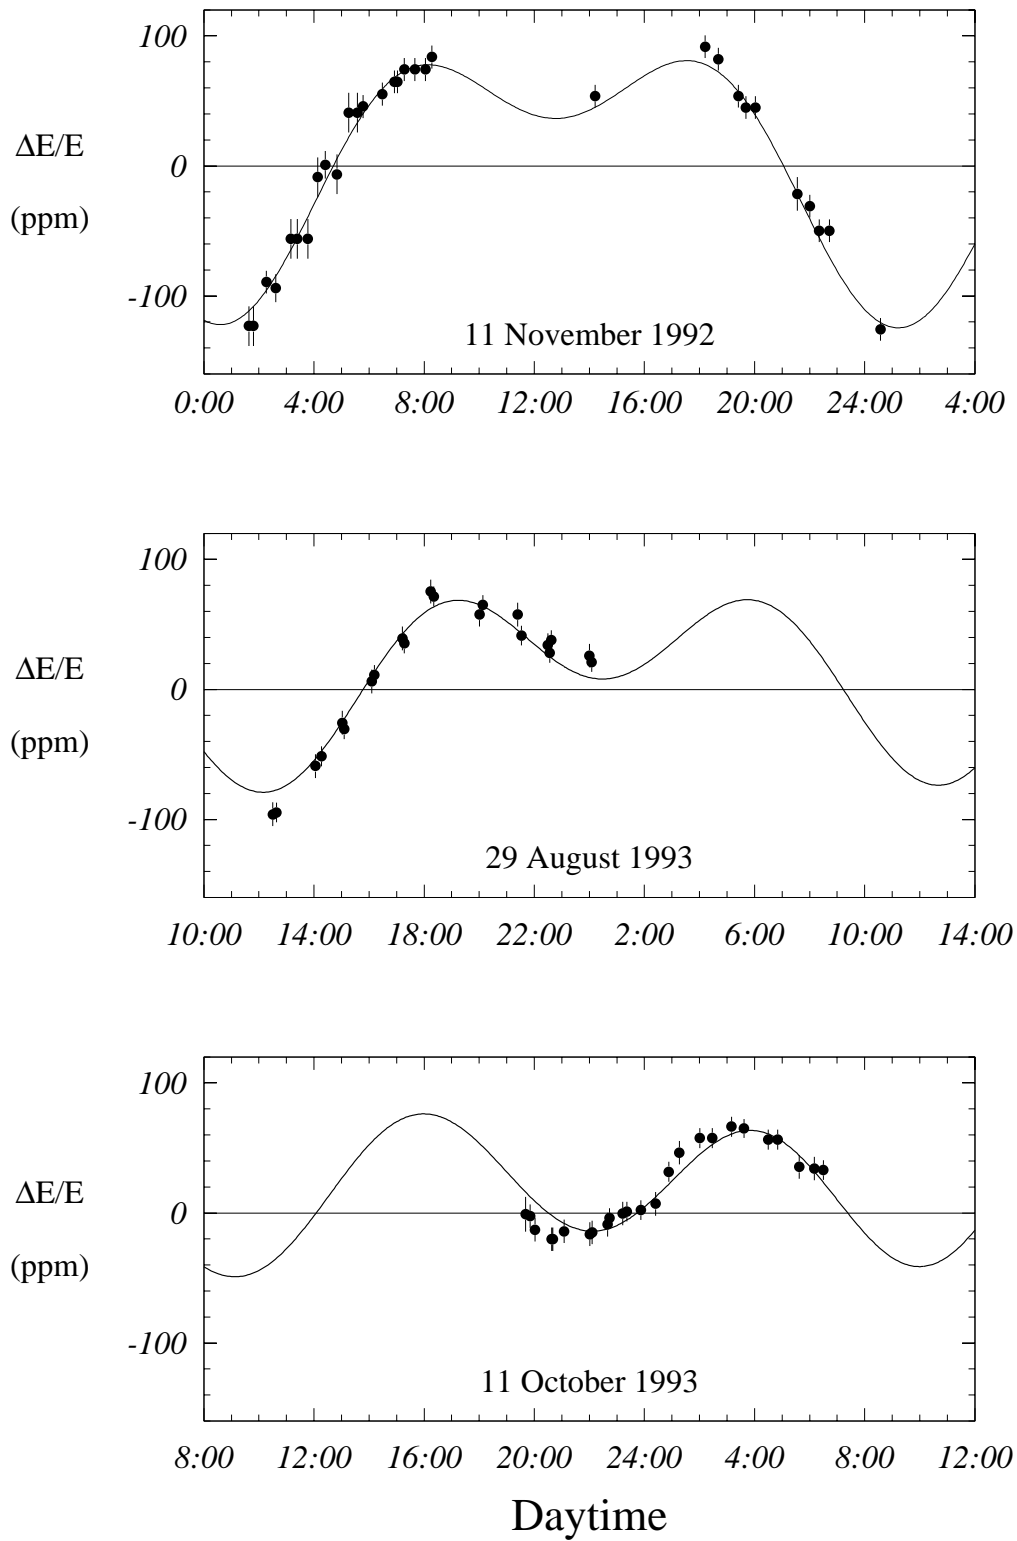 100
ΔE/E
0
(ppm)
-100
11 November 1992
0:00 4:00 8:00 12:00 16:00 20:00 24:00 4:00
100
ΔE/E
0
(ppm)
-100
29 August 1993
10:00 14:00 18:00 22:00 2:00 6:00 10:00 14:00
100
ΔE/E
0
(ppm)
-100
11 October 1993
8:00 12:00 16:00 20:00 24:00 4:00 8:00 12:00
Daytime